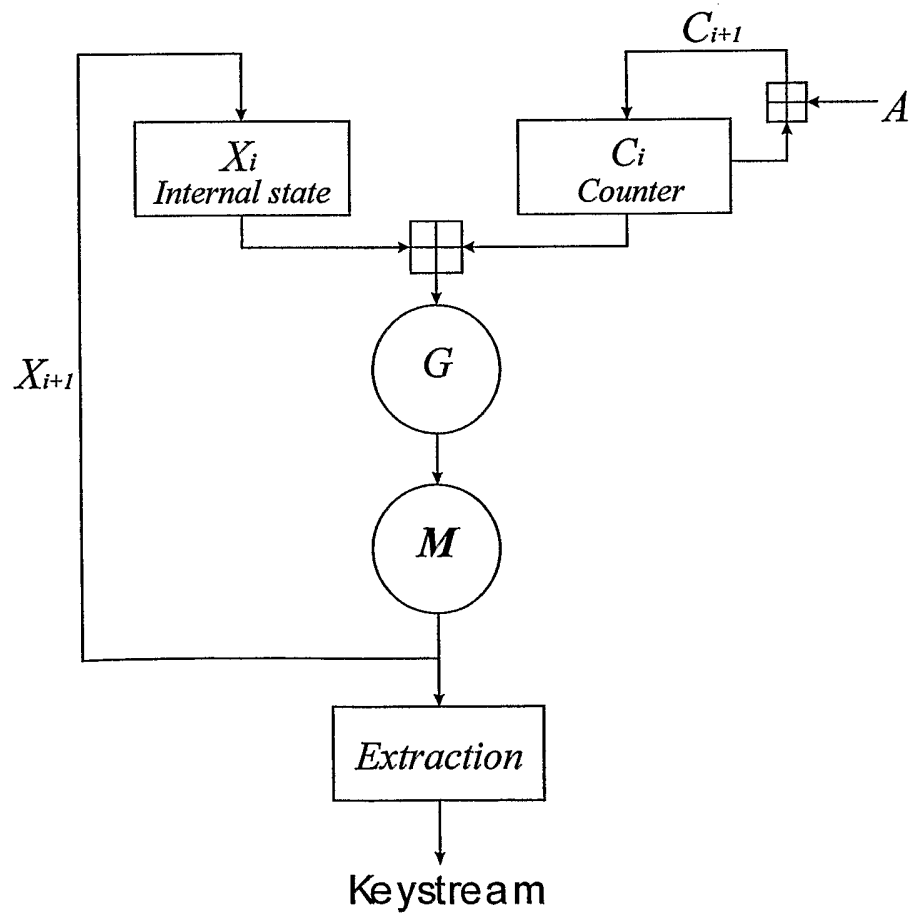 C_{i+1}
A
X_i
Internal state
C_i
Counter
G
X_{i+1}
M
Extraction
Keystream